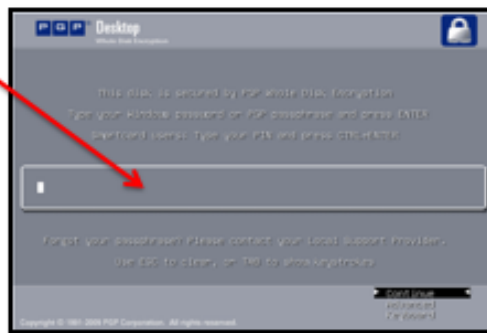 PGP Desktop
Whole Disk Encryption
This disk is secured by PGP Whole Disk Encryption
Type your Windows password or PGP passphrase and press ENTER
Smartcard users: Type your PIN and press CTRL+ENTER.
Forgot your passphrase? Please contact your Local Support Provider.
Use ESC to clear, or TAB to show keystrokes
Continue
Advanced
Keyboard
Copyright © 1991-2008 PGP Corporation. All rights reserved.